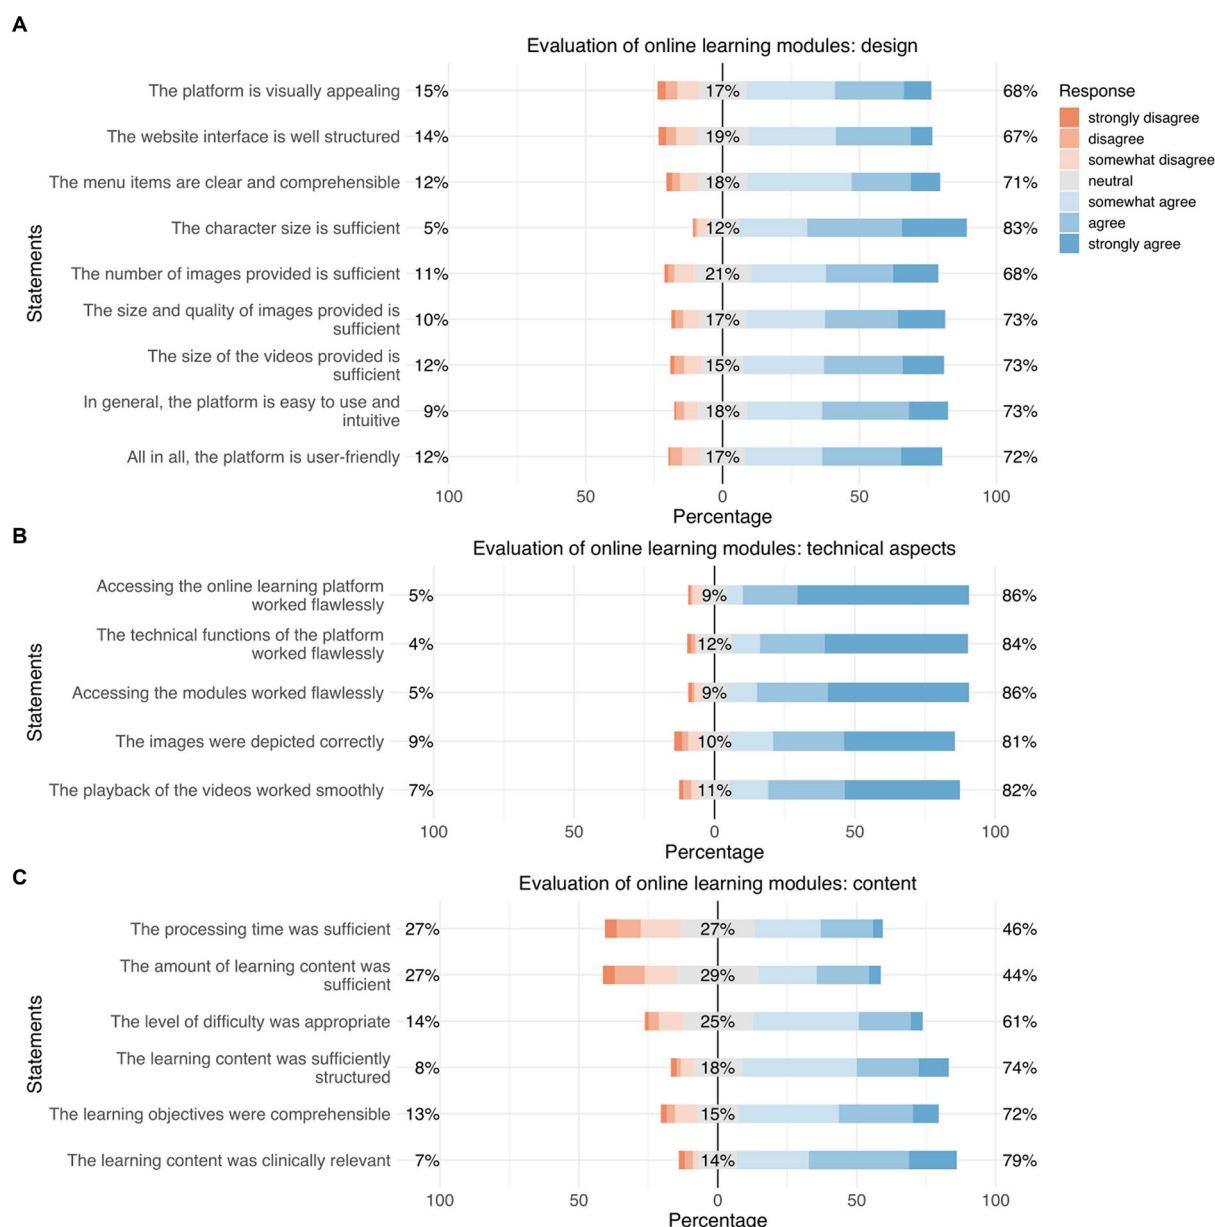 A
Evaluation of online learning modules: design
Statements
The platform is visually appealing 15% 17% 68%
The website interface is well structured 14% 19% 67%
The menu items are clear and comprehensible 12% 18% 71%
The character size is sufficient 5% 12% 83%
The number of images provided is sufficient 11% 21% 68%
The size and quality of images provided is
sufficient 10% 17% 73%
The size of the videos provided is
sufficient 12% 15% 73%
In general, the platform is easy to use and
intuitive 9% 18% 73%
All in all, the platform is user-friendly 12% 17% 72%
100 50 0 50 100
Percentage
Response
strongly disagree
disagree
somewhat disagree
neutral
somewhat agree
agree
strongly agree
B
Evaluation of online learning modules: technical aspects
Statements
Accessing the online learning platform
worked flawlessly 5% 9% 86%
The technical functions of the platform
worked flawlessly 4% 12% 84%
Accessing the modules worked flawlessly 5% 9% 86%
The images were depicted correctly 9% 10% 81%
The playback of the videos worked smoothly 7% 11% 82%
100 50 0 50 100
Percentage
C
Evaluation of online learning modules: content
Statements
The processing time was sufficient 27% 27% 46%
The amount of learning content was
sufficient 27% 29% 44%
The level of difficulty was appropriate 14% 25% 61%
The learning content was sufficiently
structured 8% 18% 74%
The learning objectives were comprehensible 13% 15% 72%
The learning content was clinically relevant 7% 14% 79%
100 50 0 50 100
Percentage